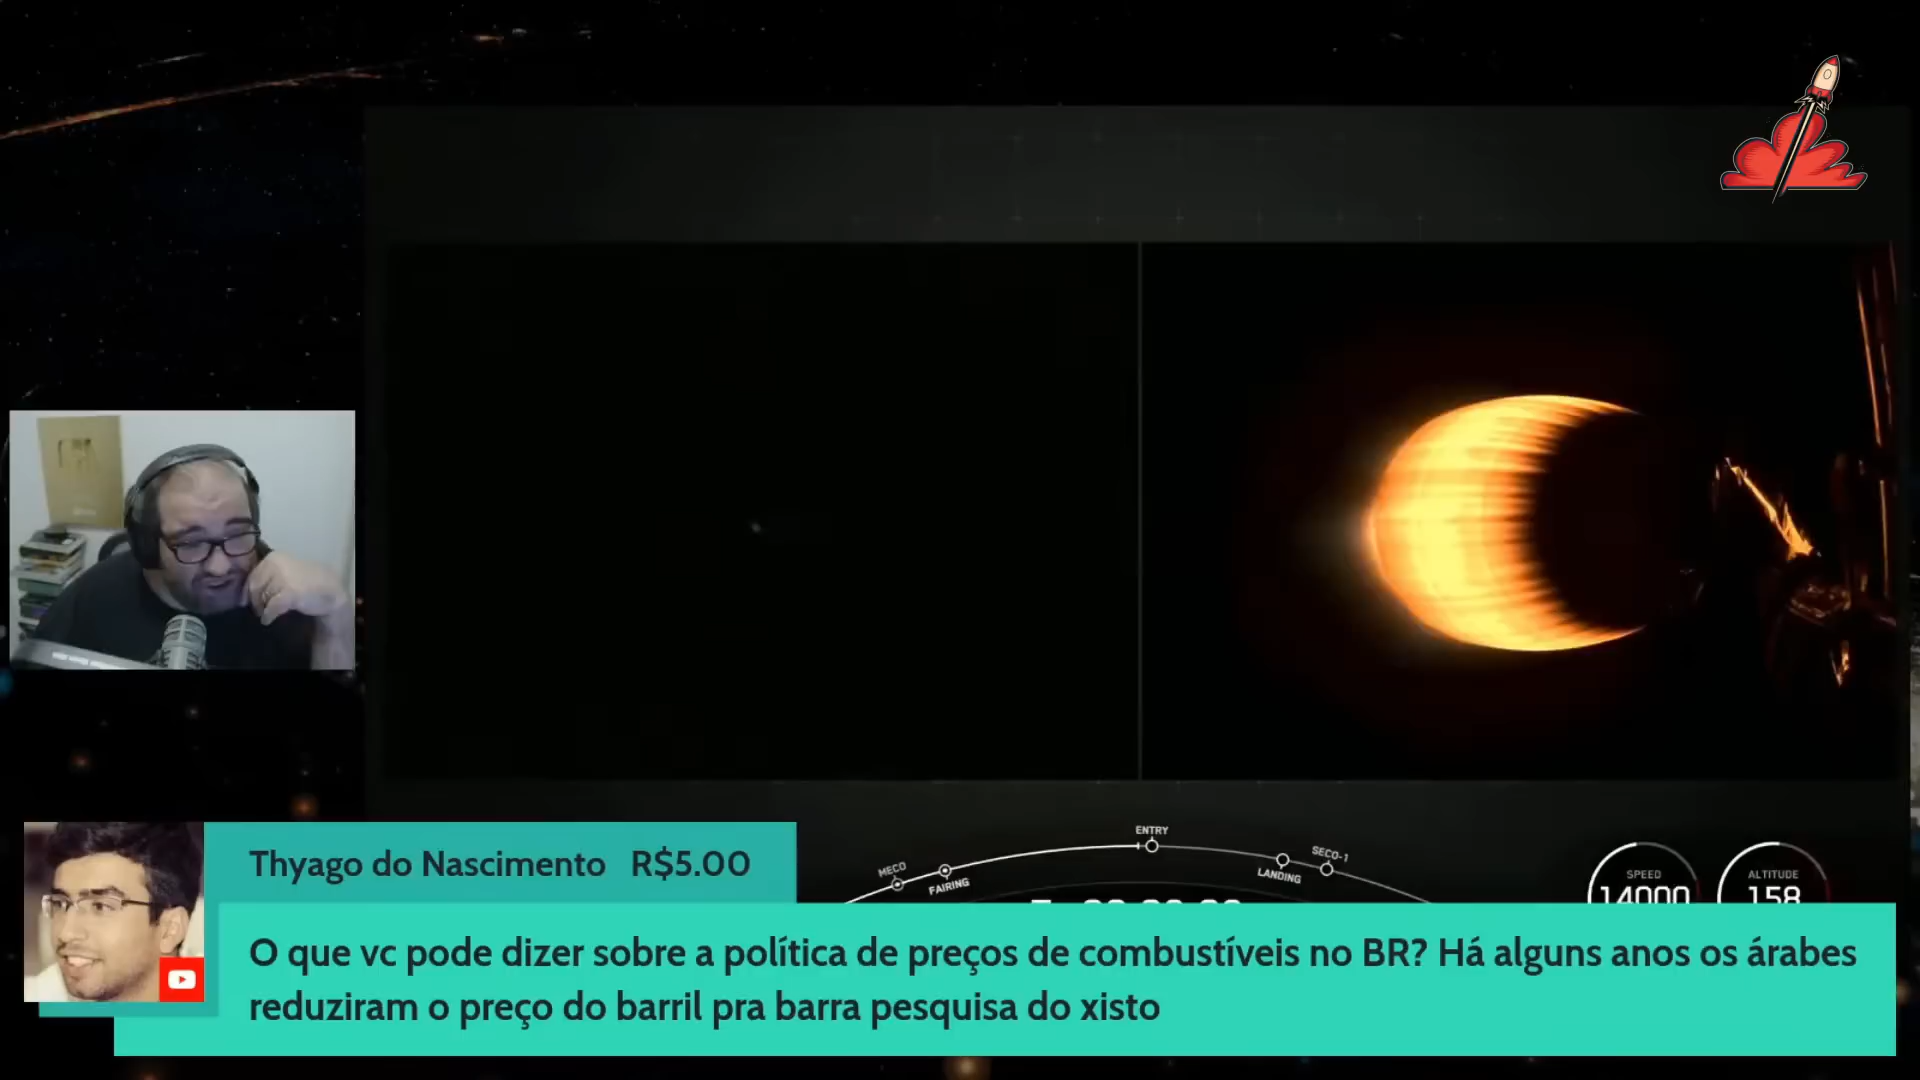 ENTRY
MECO
FAIRING
LANDING
SECO-1
SPEED
14000
ALTITUDE
158
Thyago do Nascimento R$5.00
O que vc pode dizer sobre a política de preços de combustíveis no BR? Há alguns anos os árabes
reduziram o preço do barril pra barra pesquisa do xisto